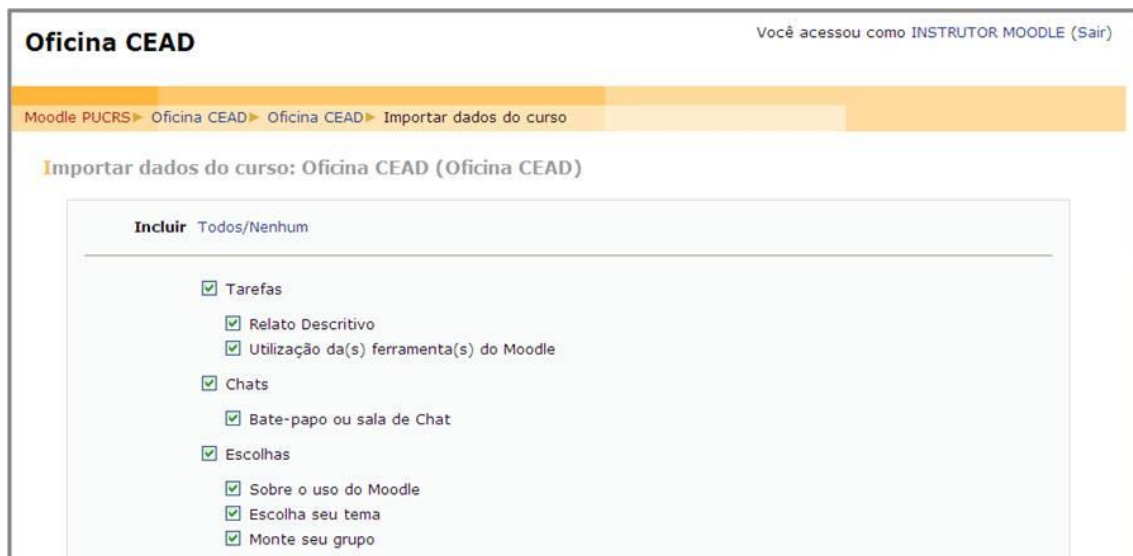 Oficina CEAD
Você acessou como INSTRUTOR MOODLE (Sair)
Moodle PUCRS► Oficina CEAD► Oficina CEAD► Importar dados do curso
Importar dados do curso: Oficina CEAD (Oficina CEAD)
Incluir Todos/Nenhum
Tarefas
Relato Descritivo
Utilização da(s) ferramenta(s) do Moodle
Chats
Bate-papo ou sala de Chat
Escolhas
Sobre o uso do Moodle
Escolha seu tema
Monte seu grupo